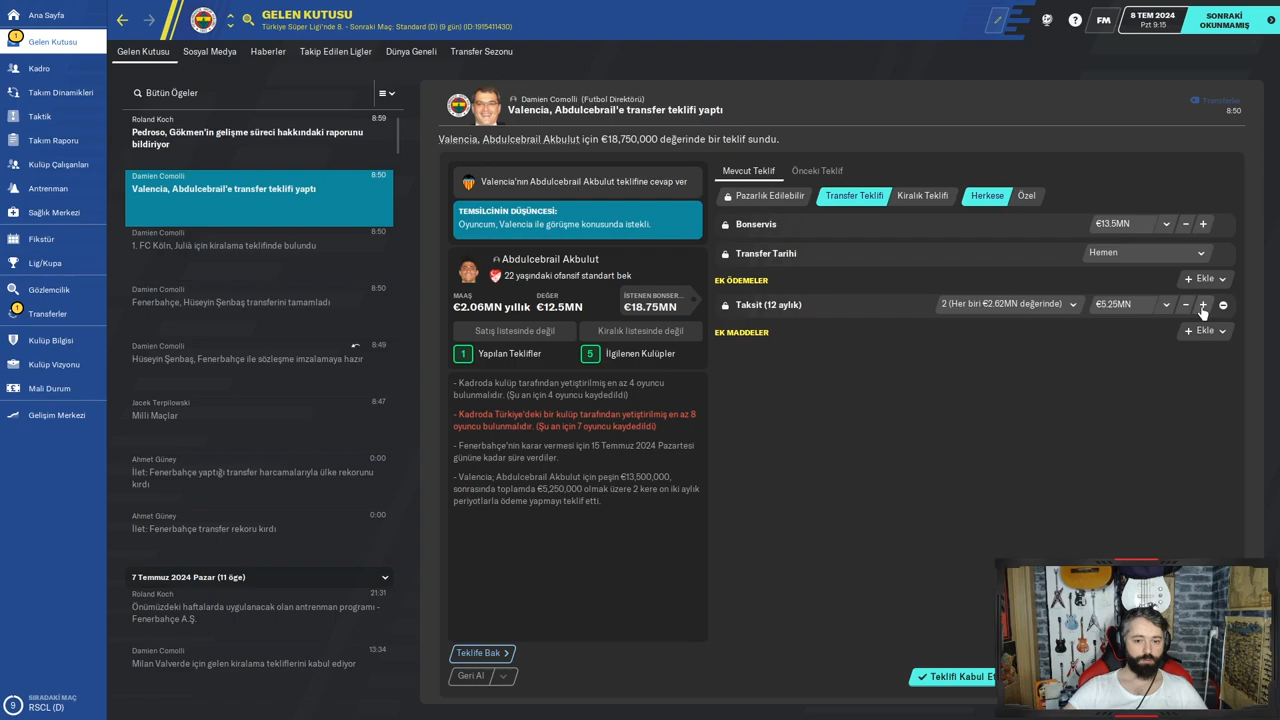 Ana Sayfa
1
Gelen Kutusu
Kadro
Takım Dinamikleri
Taktik
Takım Raporu
Kulüp Çalışanları
Antrenman
Sağlık Merkezi
Fikstür
Lig/Kupa
Gözlemcilik
1
Transferler
Kulüp Bilgisi
Kulüp Vizyonu
Mali Durum
Gelişim Merkezi
9
SIRADAKİ MAÇ
RSCL (D)
GELEN KUTUSU
Türkiye Süper Ligi'nde 8. - Sonraki Maç: Standard (D) (9 gün) (ID:1915411430)
FM
8 TEM 2024
Pzt 9:15
SONRAKİ
OKUNMAMIŞ
Gelen Kutusu
Sosyal Medya
Haberler
Takip Edilen Ligler
Dünya Geneli
Transfer Sezonu
Bütün Ögeler
Roland Koch
8:59
Pedroso, Gökmen'in gelişme süreci hakkındaki raporunu
bildiriyor
Damien Comolli
8:50
Valencia, Abdulcebrail'e transfer teklifi yaptı
Damien Comolli
8:50
1. FC Köln, Julià için kiralama teklifinde bulundu
Damien Comolli
8:50
Fenerbahçe, Hüseyin Şenbaş transferini tamamladı
Damien Comolli
8:49
Hüseyin Şenbaş, Fenerbahçe ile sözleşme imzalamaya hazır
Jacek Terpilowski
8:47
Milli Maçlar
Ahmet Güney
0:00
İlet: Fenerbahçe yaptığı transfer harcamalarıyla ülke rekorunu
kırdı
Ahmet Güney
0:00
İlet: Fenerbahçe transfer rekoru kırdı
7 Temmuz 2024 Pazar (11 öge)
Roland Koch
21:31
Önümüzdeki haftalarda uygulanacak olan antrenman programı -
Fenerbahçe A.Ş.
Damien Comolli
13:34
Milan Valverde için gelen kiralama tekliflerini kabul ediyor
Damien Comolli (Futbol Direktörü)
Valencia, Abdulcebrail'e transfer teklifi yaptı
Transferler
8:50
Valencia, Abdulcebrail Akbulut için €18,750,000 değerinde bir teklif sundu.
Valencia'nın Abdulcebrail Akbulut teklifine cevap ver
TEMSİLCİNİN DÜŞÜNCESİ:
Oyuncum, Valencia ile görüşme konusunda istekli.
Abdulcebrail Akbulut
22 yaşındaki ofansif standart bek
MAAŞ
€2.06MN yıllık
DEĞER
€12.5MN
İSTENEN BONSER...
€18.75MN
Satış listesinde değil
Kiralık listesinde değil
1
Yapılan Teklifler
5
İlgilenen Kulüpler
- Kadroda kulüp tarafından yetiştirilmiş en az 4 oyuncu
bulunmalıdır. (Şu an için 4 oyuncu kaydedildi)
- Kadroda Türkiye'deki bir kulüp tarafından yetiştirilmiş en az 8
oyuncu bulunmalıdır. (Şu an için 7 oyuncu kaydedildi)
- Fenerbahçe'nin karar vermesi için 15 Temmuz 2024 Pazartesi
gününe kadar süre verdiler.
- Valencia; Abdulcebrail Akbulut için peşin €13,500,000,
sonrasında toplamda €5,250,000 olmak üzere 2 kere on iki aylık
periyotlarla ödeme yapmayı teklif etti.
Teklife Bak
Geri Al
Mevcut Teklif
Önceki Teklif
Pazarlık Edilebilir
Transfer Teklifi
Kiralık Teklifi
Herkese
Özel
Bonservis
€13.5MN
Transfer Tarihi
Hemen
EK ÖDEMELER
Ekle
Taksit (12 aylık)
2 (Her biri €2.62MN değerinde)
€5.25MN
EK MADDELER
Ekle
Teklifi Kabul Et